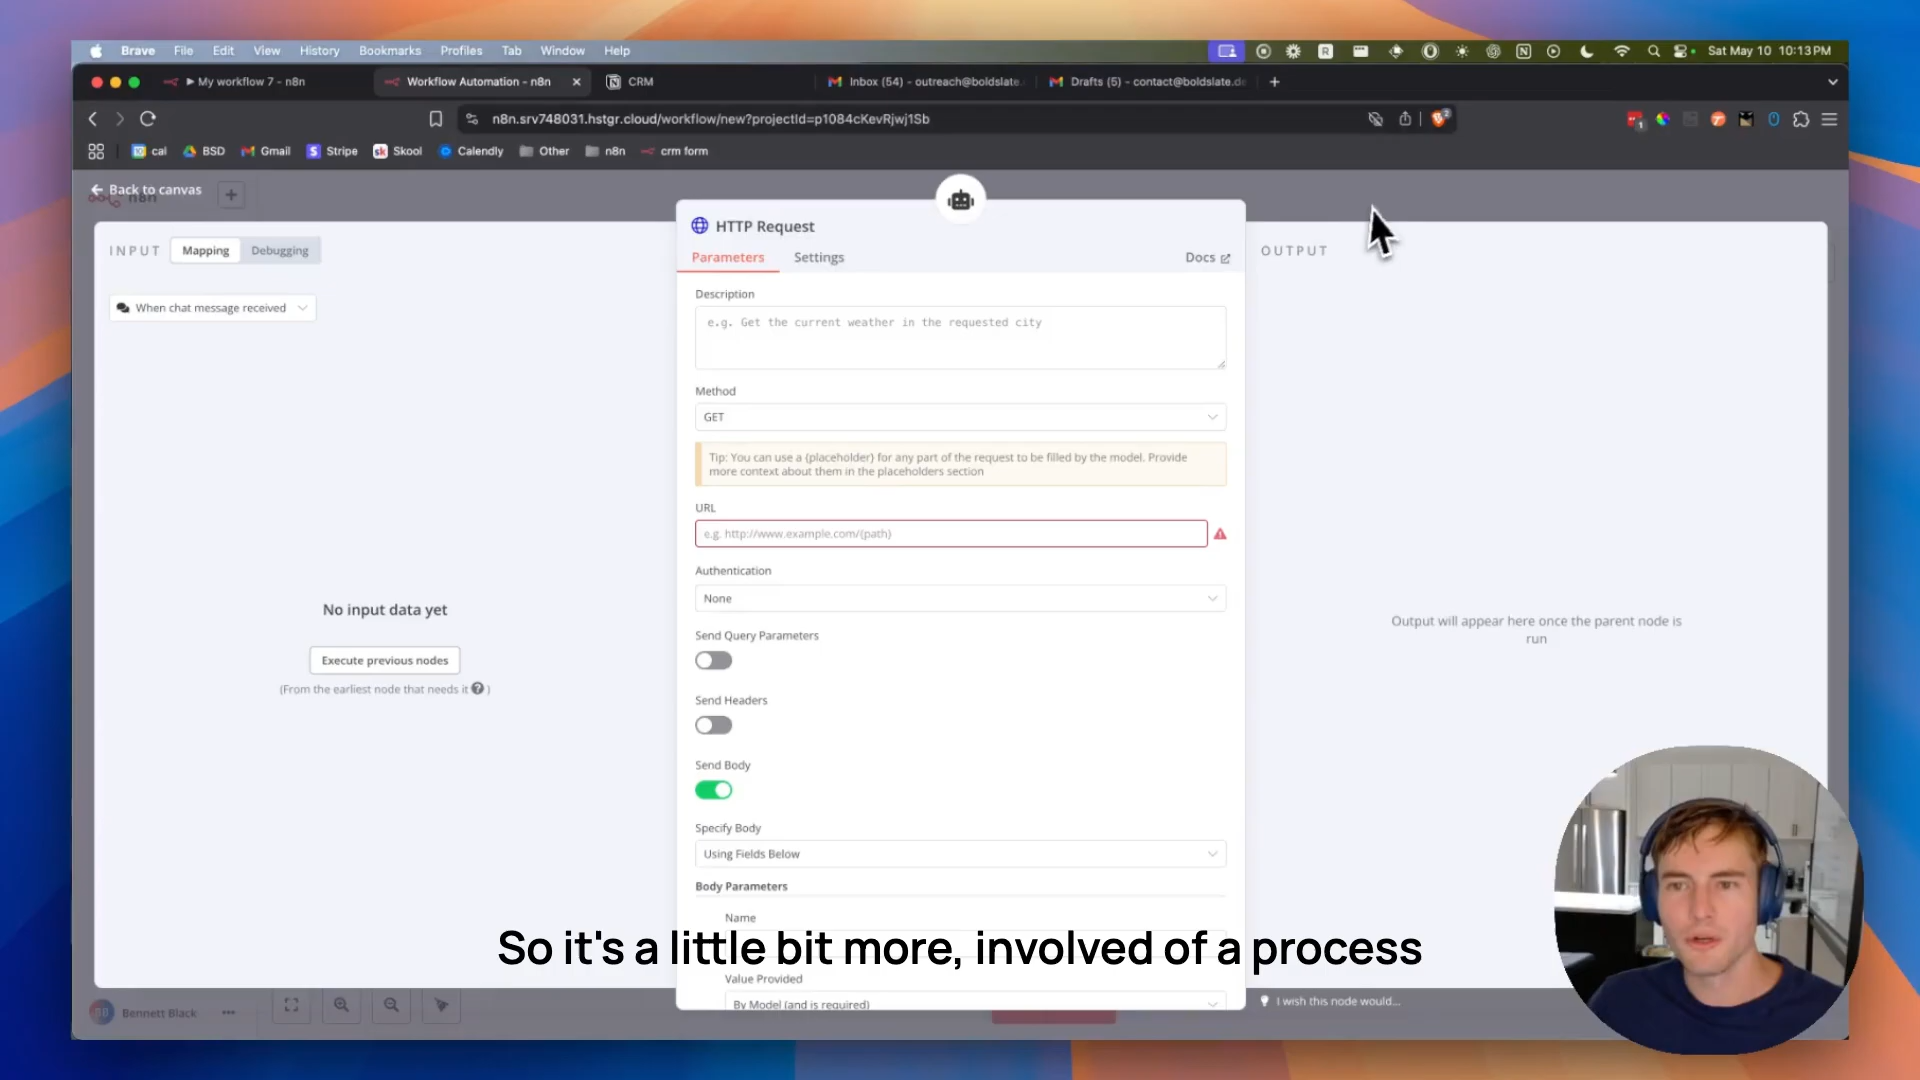 Brave File Edit View History Bookmarks Profiles Tab Window Help Sat May 10 10:13 PM
My workflow 7 - n8n Workflow Automation - n8n CRM Inbox (54) - outreach@boldslate. Drafts (5) - contact@boldslate.de
n8n.srv748031.hstgr.cloud/workflow/new?projectId=p1084cKevRjwj1Sb
cal BSD Gmail Stripe Skool Calendly Other n8n crm form
Back to canvas
n8n
HTTP Request
INPUT Mapping Debugging
Parameters Settings Docs
OUTPUT
When chat message received
Description
e.g. Get the current weather in the requested city
Method
GET
Tip: You can use a {placeholder} for any part of the request to be filled by the model. Provide
more context about them in the placeholders section
URL
e.g. http://www.example.com/{path}
Authentication
None
No input data yet
Execute previous nodes
(From the earliest node that needs it ? )
Output will appear here once the parent node is
run
Send Query Parameters
Send Headers
Send Body
Specify Body
Using Fields Below
Body Parameters
Name
So it's a little bit more, involved of a process
Value Provided
By Model (and is required)
Bennett Black
I wish this node would...